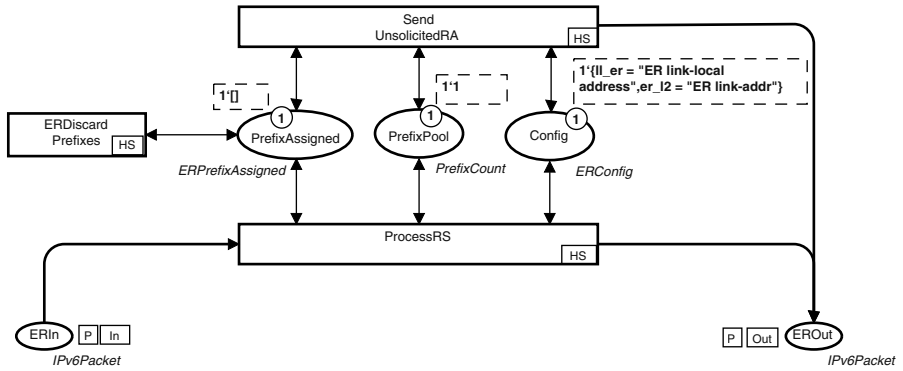 Send
UnsolicitedRA
HS
1‘[]
1‘1
1‘{ll_er = "ER link-local
address",er_l2 = "ER link-addr"}
ERDiscard
Prefixes
HS
1
PrefixAssigned
ERPrefixAssigned
1
PrefixPool
PrefixCount
1
Config
ERConfig
ProcessRS
HS
ERIn
P
In
IPv6Packet
P
Out
EROut
IPv6Packet